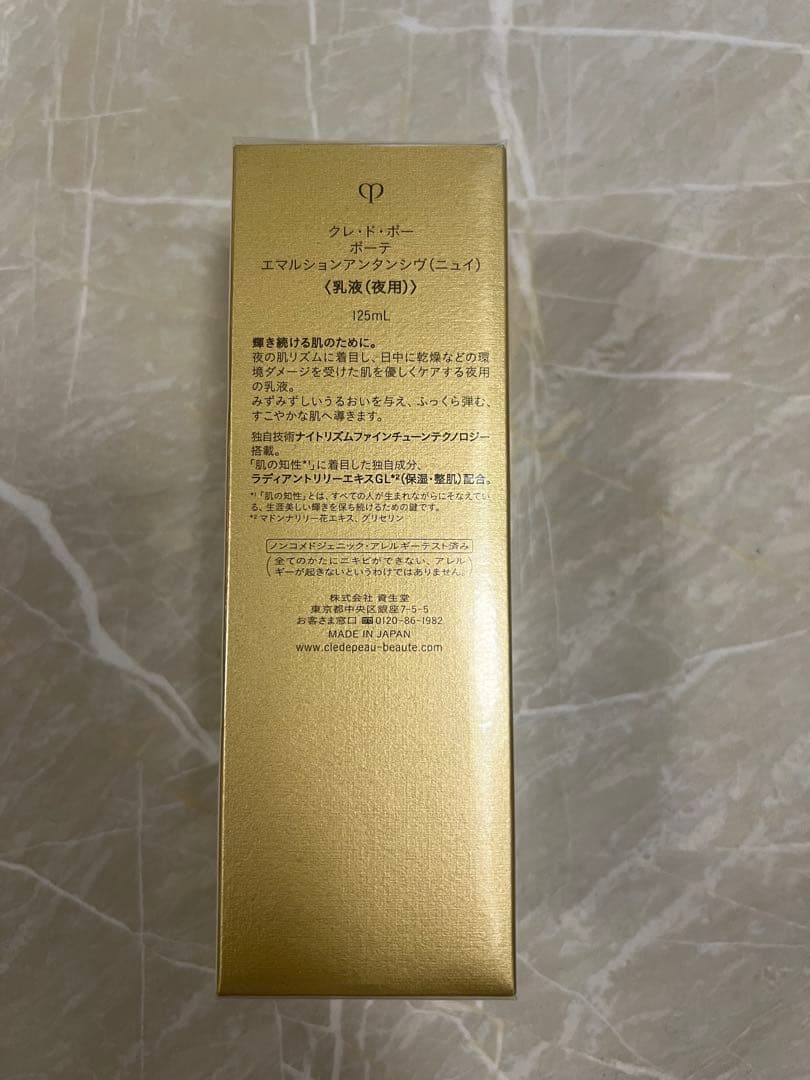 クレ・ド・ポー
ボーテ
エマルションアンタンシヴ(ニュイ)
〈乳液(夜用)〉
125mL
輝き続ける肌のために。
夜の肌リズムに着目し、日中に乾燥などの環
境ダメージを受けた肌を優しくケアする夜用
の乳液。
みずみずしいうるおいを与え、ふっくら弾む、
すこやかな肌へ導きます。
独自技術ナイトリズムファインチューンテクノロジー
搭載。
「肌の知性*¹」に着目した独自成分、
ラディアントリリーエキスGL*²(保湿・整肌)配合。
*¹「肌の知性」とは、すべての人が生まれながらにそなえてい
る、生涯美しい輝きを保ち続けるための鍵です。
*² マドンナリリー花エキス、グリセリン
ノンコメドジェニック・アレルギーテスト済み
(全てのかたにニキビができない、アレル
ギーが起きないというわけではありません。)
株式会社 資生堂
東京都中央区銀座7-5-5
お客さま窓口 0120-86-1982
MADE IN JAPAN
www.cledepeau-beaute.com